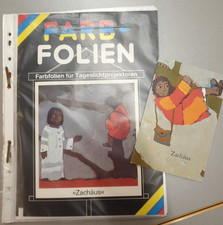 FARB
FOLIEN
Farbfolien für Tageslichtprojektoren
»Zachäus«
Zachäus